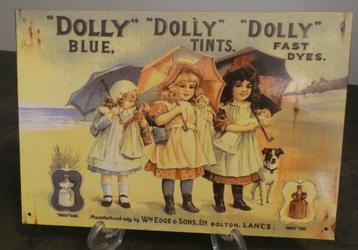 "DOLLY" "DOLLY" "DOLLY"
BLUE. TINTS. FAST
DYES.
Manufactured only by Wm EDGE & SONS, Ltd BOLTON, LANCS.